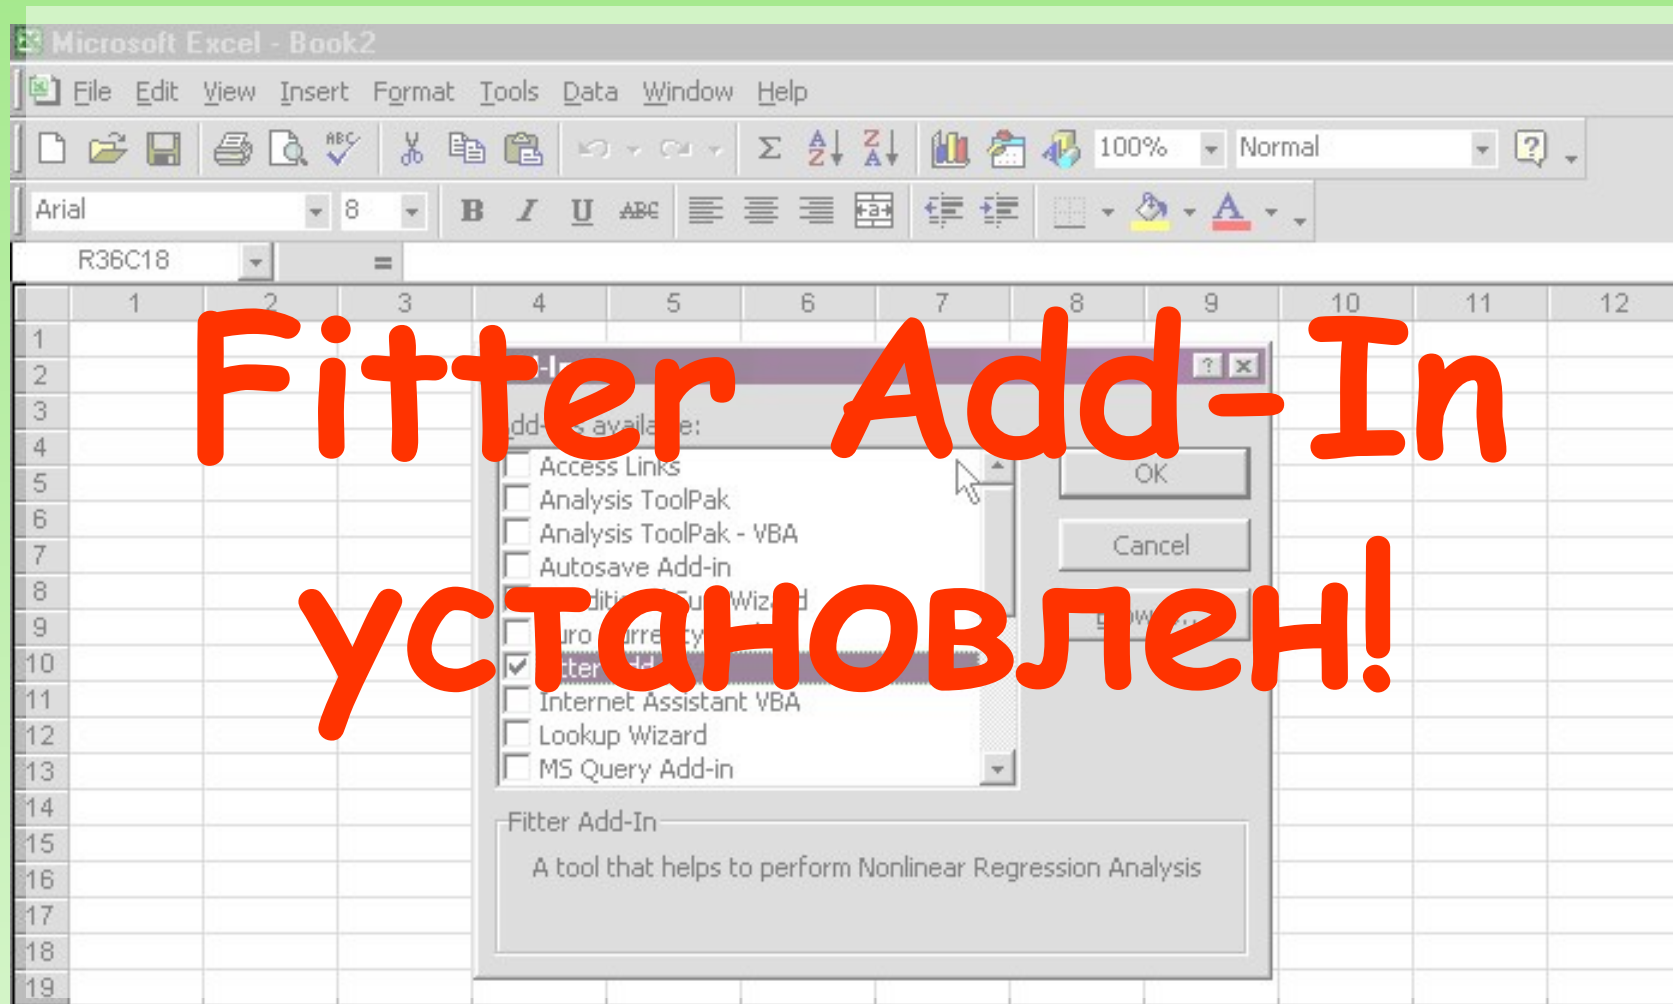 Microsoft Excel - Book2
File Edit View Insert Format Tools Data Window Help
100% Normal
Arial 8 B I U ABC
R36C18 =
1 2 3 4 5 6 7 8 9 10 11 12
1
2
3
4
5
6
7
8
9
10
11
12
13
14
15
16
17
18
19
Fitter Add-In
установлен!
Access Links
Analysis ToolPak
Analysis ToolPak - VBA
Autosave Add-in
Internet Assistant VBA
Lookup Wizard
MS Query Add-in
OK
Cancel
Fitter Add-In
A tool that helps to perform Nonlinear Regression Analysis